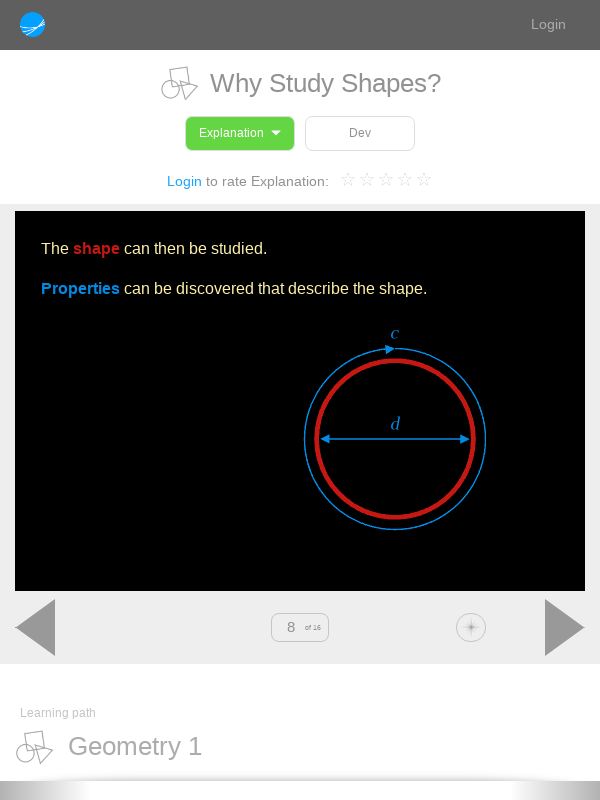 Login
Why Study Shapes?
Explanation
Dev
Login to rate Explanation:
The shape can then be studied.
Properties can be discovered that describe the shape.
c
d
8 of 16
Learning path
Geometry 1